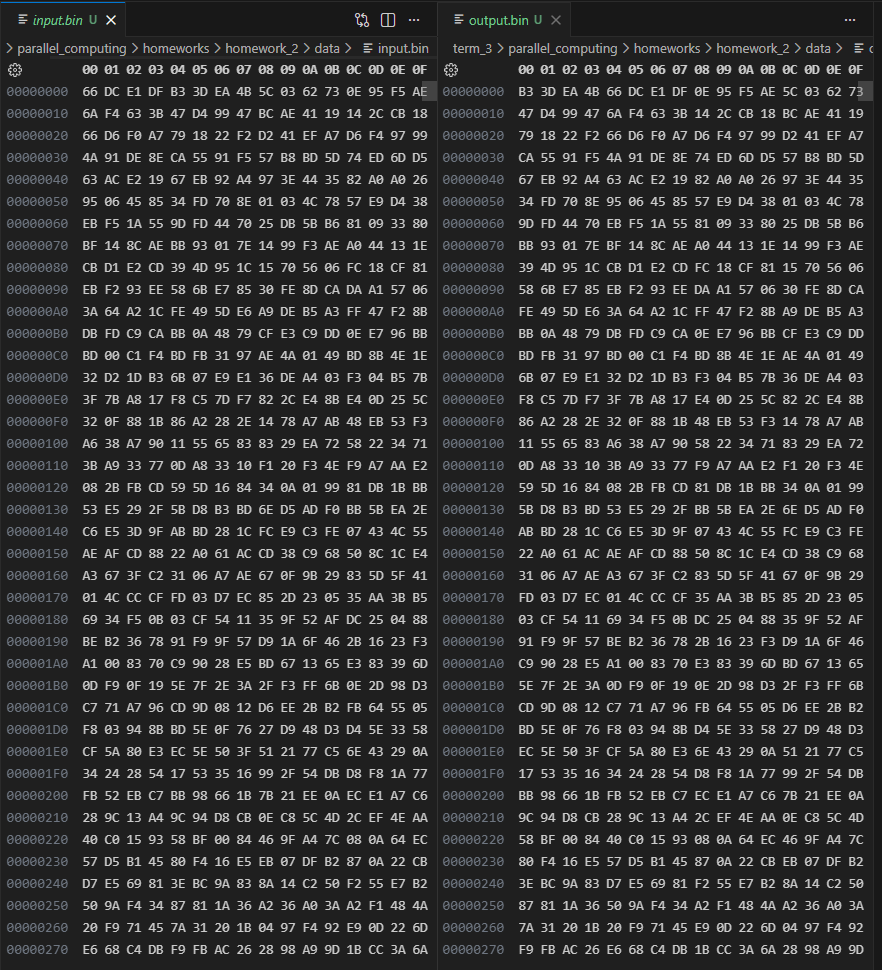 input.bin U
parallel_computing > homeworks > homework_2 > data > input.bin
00 01 02 03 04 05 06 07 08 09 0A 0B 0C 0D 0E 0F
00000000 66 DC E1 DF B3 3D EA 4B 5C 03 62 73 0E 95 F5 AE
00000010 6A F4 63 3B 47 D4 99 47 BC AE 41 19 14 2C CB 18
00000020 66 D6 F0 A7 79 18 22 F2 D2 41 EF A7 D6 F4 97 99
00000030 4A 91 DE 8E CA 55 91 F5 57 B8 BD 5D 74 ED 6D D5
00000040 63 AC E2 19 67 EB 92 A4 97 3E 44 35 82 A0 A0 26
00000050 95 06 45 85 34 FD 70 8E 01 03 4C 78 57 E9 D4 38
00000060 EB F5 1A 55 9D FD 44 70 25 DB 5B B6 81 09 33 80
00000070 BF 14 8C AE BB 93 01 7E 14 99 F3 AE A0 44 13 1E
00000080 CB D1 E2 CD 39 4D 95 1C 15 70 56 06 FC 18 CF 81
00000090 EB F2 93 EE 58 6B E7 85 30 FE 8D CA DA A1 57 06
000000A0 3A 64 A2 1C FE 49 5D E6 A9 DE B5 A3 FF 47 F2 8B
000000B0 DB FD C9 CA BB 0A 48 79 CF E3 C9 DD 0E E7 96 BB
000000C0 BD 00 C1 F4 BD FB 31 97 AE 4A 01 49 BD 8B 4E 1E
000000D0 32 D2 1D B3 6B 07 E9 E1 36 DE A4 03 F3 04 B5 7B
000000E0 3F 7B A8 17 F8 C5 7D F7 82 2C E4 8B E4 0D 25 5C
000000F0 32 0F 88 1B 86 A2 28 2E 14 78 A7 AB 48 EB 53 F3
00000100 A6 38 A7 90 11 55 65 83 83 29 EA 72 58 22 34 71
00000110 3B A9 33 77 0D A8 33 10 F1 20 F3 4E F9 A7 AA E2
00000120 08 2B FB CD 59 5D 16 84 34 0A 01 99 81 DB 1B BB
00000130 53 E5 29 2F 5B D8 B3 BD 6E D5 AD F0 BB 5B EA 2E
00000140 C6 E5 3D 9F AB BD 28 1C FC E9 C3 FE 07 43 4C 55
00000150 AE AF CD 88 22 A0 61 AC CD 38 C9 68 50 8C 1C E4
00000160 A3 67 3F C2 31 06 A7 AE 67 0F 9B 29 83 5D 5F 41
00000170 01 4C CC CF FD 03 D7 EC 85 2D 23 05 35 AA 3B B5
00000180 69 34 F5 0B 03 CF 54 11 35 9F 52 AF DC 25 04 88
00000190 BE B2 36 78 91 F9 9F 57 D9 1A 6F 46 2B 16 23 F3
000001A0 A1 00 83 70 C9 90 28 E5 BD 67 13 65 E3 83 39 6D
000001B0 0D F9 0F 19 5E 7F 2E 3A 2F F3 FF 6B 0E 2D 98 D3
000001C0 C7 71 A7 96 CD 9D 08 12 D6 EE 2B B2 FB 64 55 05
000001D0 F8 03 94 8B BD 5E 0F 76 27 D9 48 D3 D4 5E 33 58
000001E0 CF 5A 80 E3 EC 5E 50 3F 51 21 77 C5 6E 43 29 0A
000001F0 34 24 28 54 17 53 35 16 99 2F 54 DB D8 F8 1A 77
00000200 FB 52 EB C7 BB 98 66 1B 7B 21 EE 0A EC E1 A7 C6
00000210 28 9C 13 A4 9C 94 D8 CB 0E C8 5C 4D 2C EF 4E AA
00000220 40 C0 15 93 58 BF 00 84 46 9F A4 7C 08 0A 64 EC
00000230 57 D5 B1 45 80 F4 16 E5 EB 07 DF B2 87 0A 22 CB
00000240 D7 E5 69 81 3E BC 9A 83 8A 14 C2 50 F2 55 E7 B2
00000250 50 9A F4 34 87 81 1A 36 A2 36 A0 3A A2 F1 48 4A
00000260 20 F9 71 45 7A 31 20 1B 04 97 F4 92 E9 0D 22 6D
00000270 E6 68 C4 DB F9 FB AC 26 28 98 A9 9D 1B CC 3A 6A
output.bin U
term_3 > parallel_computing > homeworks > homework_2 > data >
00 01 02 03 04 05 06 07 08 09 0A 0B 0C 0D 0E 0F
00000000 B3 3D EA 4B 66 DC E1 DF 0E 95 F5 AE 5C 03 62 73
00000010 47 D4 99 47 6A F4 63 3B 14 2C CB 18 BC AE 41 19
00000020 79 18 22 F2 66 D6 F0 A7 D6 F4 97 99 D2 41 EF A7
00000030 CA 55 91 F5 4A 91 DE 8E 74 ED 6D D5 57 B8 BD 5D
00000040 67 EB 92 A4 63 AC E2 19 82 A0 A0 26 97 3E 44 35
00000050 34 FD 70 8E 95 06 45 85 57 E9 D4 38 01 03 4C 78
00000060 9D FD 44 70 EB F5 1A 55 81 09 33 80 25 DB 5B B6
00000070 BB 93 01 7E BF 14 8C AE A0 44 13 1E 14 99 F3 AE
00000080 39 4D 95 1C CB D1 E2 CD FC 18 CF 81 15 70 56 06
00000090 58 6B E7 85 EB F2 93 EE DA A1 57 06 30 FE 8D CA
000000A0 FE 49 5D E6 3A 64 A2 1C FF 47 F2 8B A9 DE B5 A3
000000B0 BB 0A 48 79 DB FD C9 CA 0E E7 96 BB CF E3 C9 DD
000000C0 BD FB 31 97 BD 00 C1 F4 BD 8B 4E 1E AE 4A 01 49
000000D0 6B 07 E9 E1 32 D2 1D B3 F3 04 B5 7B 36 DE A4 03
000000E0 F8 C5 7D F7 3F 7B A8 17 E4 0D 25 5C 82 2C E4 8B
000000F0 86 A2 28 2E 32 0F 88 1B 48 EB 53 F3 14 78 A7 AB
00000100 11 55 65 83 A6 38 A7 90 58 22 34 71 83 29 EA 72
00000110 0D A8 33 10 3B A9 33 77 F9 A7 AA E2 F1 20 F3 4E
00000120 59 5D 16 84 08 2B FB CD 81 DB 1B BB 34 0A 01 99
00000130 5B D8 B3 BD 53 E5 29 2F BB 5B EA 2E 6E D5 AD F0
00000140 AB BD 28 1C C6 E5 3D 9F 07 43 4C 55 FC E9 C3 FE
00000150 22 A0 61 AC AE AF CD 88 50 8C 1C E4 CD 38 C9 68
00000160 31 06 A7 AE A3 67 3F C2 83 5D 5F 41 67 0F 9B 29
00000170 FD 03 D7 EC 01 4C CC CF 35 AA 3B B5 85 2D 23 05
00000180 03 CF 54 11 69 34 F5 0B DC 25 04 88 35 9F 52 AF
00000190 91 F9 9F 57 BE B2 36 78 2B 16 23 F3 D9 1A 6F 46
000001A0 C9 90 28 E5 A1 00 83 70 E3 83 39 6D BD 67 13 65
000001B0 5E 7F 2E 3A 0D F9 0F 19 0E 2D 98 D3 2F F3 FF 6B
000001C0 CD 9D 08 12 C7 71 A7 96 FB 64 55 05 D6 EE 2B B2
000001D0 BD 5E 0F 76 F8 03 94 8B D4 5E 33 58 27 D9 48 D3
000001E0 EC 5E 50 3F CF 5A 80 E3 6E 43 29 0A 51 21 77 C5
000001F0 17 53 35 16 34 24 28 54 D8 F8 1A 77 99 2F 54 DB
00000200 BB 98 66 1B FB 52 EB C7 EC E1 A7 C6 7B 21 EE 0A
00000210 9C 94 D8 CB 28 9C 13 A4 2C EF 4E AA 0E C8 5C 4D
00000220 58 BF 00 84 40 C0 15 93 08 0A 64 EC 46 9F A4 7C
00000230 80 F4 16 E5 57 D5 B1 45 87 0A 22 CB EB 07 DF B2
00000240 3E BC 9A 83 D7 E5 69 81 F2 55 E7 B2 8A 14 C2 50
00000250 87 81 1A 36 50 9A F4 34 A2 F1 48 4A A2 36 A0 3A
00000260 7A 31 20 1B 20 F9 71 45 E9 0D 22 6D 04 97 F4 92
00000270 F9 FB AC 26 E6 68 C4 DB 1B CC 3A 6A 28 98 A9 9D